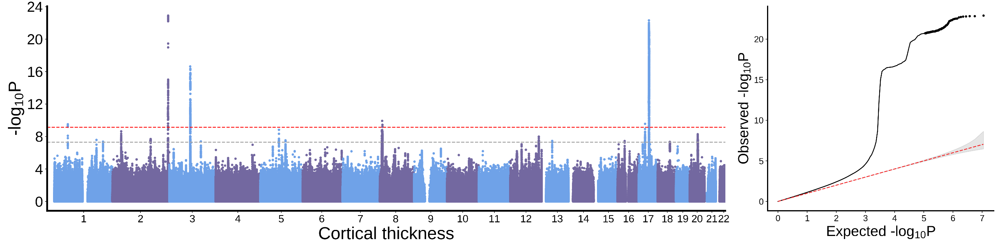 24
20
16
12
8
4
0
-log10P
1 2 3 4 5 6 7 8 9 10 11 12 13 14 15 16 17 18 19 20 21 22
Cortical thickness
20
15
10
5
0
Observed -log10P
0 1 2 3 4 5 6 7
Expected -log10P